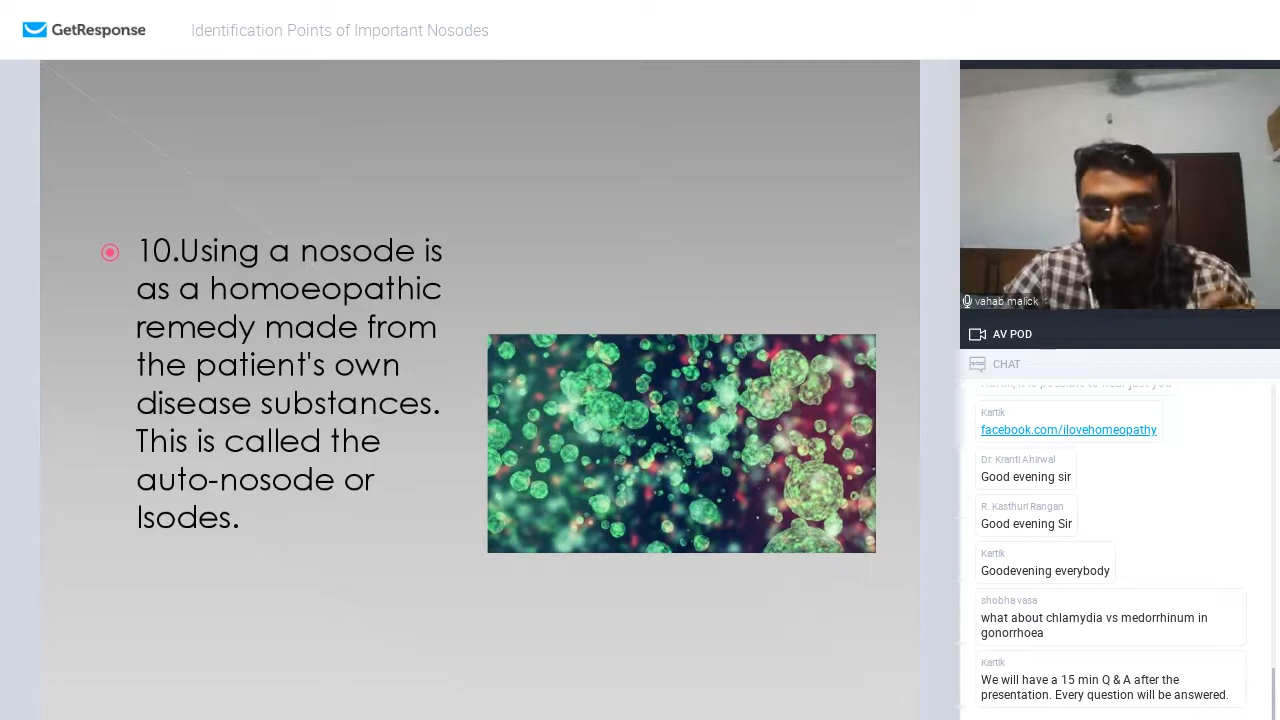 GetResponse
Identification Points of Important Nosodes
10.Using a nosode is
as a homoeopathic
remedy made from
the patient's own
disease substances.
This is called the
auto-nosode or
Isodes.
vahab malick
AV POD
CHAT
Kartik
facebook.com/ilovehomeopathy
Dr. Kranti Ahirwal
Good evening sir
R. Kasthuri Rangan
Good evening Sir
Kartik
Goodevening everybody
shobha vasa
what about chlamydia vs medorrhinum in
gonorrhoea
Kartik
We will have a 15 min Q & A after the
presentation. Every question will be answered.